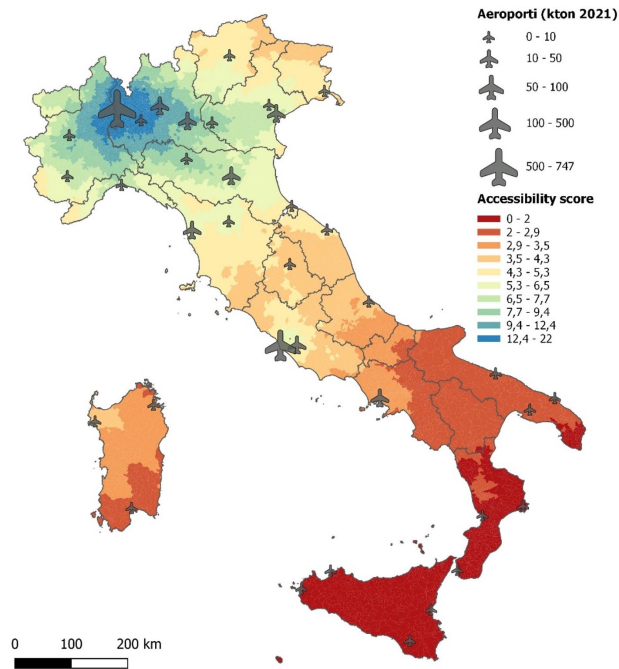 Aeroporti (kton 2021)
0 - 10
10 - 50
50 - 100
100 - 500
500 - 747
Accessibility score
0 - 2
2 - 2,9
2,9 - 3,5
3,5 - 4,3
4,3 - 5,3
5,3 - 6,5
6,5 - 7,7
7,7 - 9,4
9,4 - 12,4
12,4 - 22
0 100 200 km